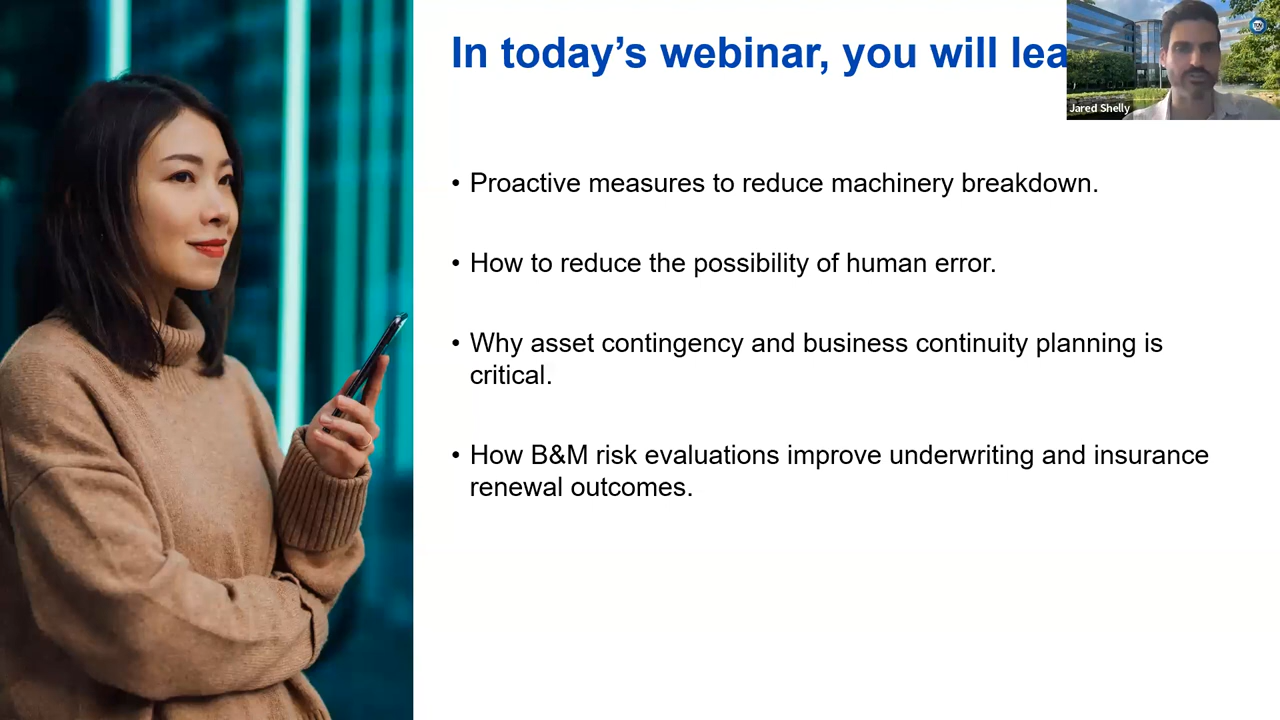 In today’s webinar, you will lea
Jared Shelly
• Proactive measures to reduce machinery breakdown.
• How to reduce the possibility of human error.
• Why asset contingency and business continuity planning is
critical.
• How B&M risk evaluations improve underwriting and insurance
renewal outcomes.